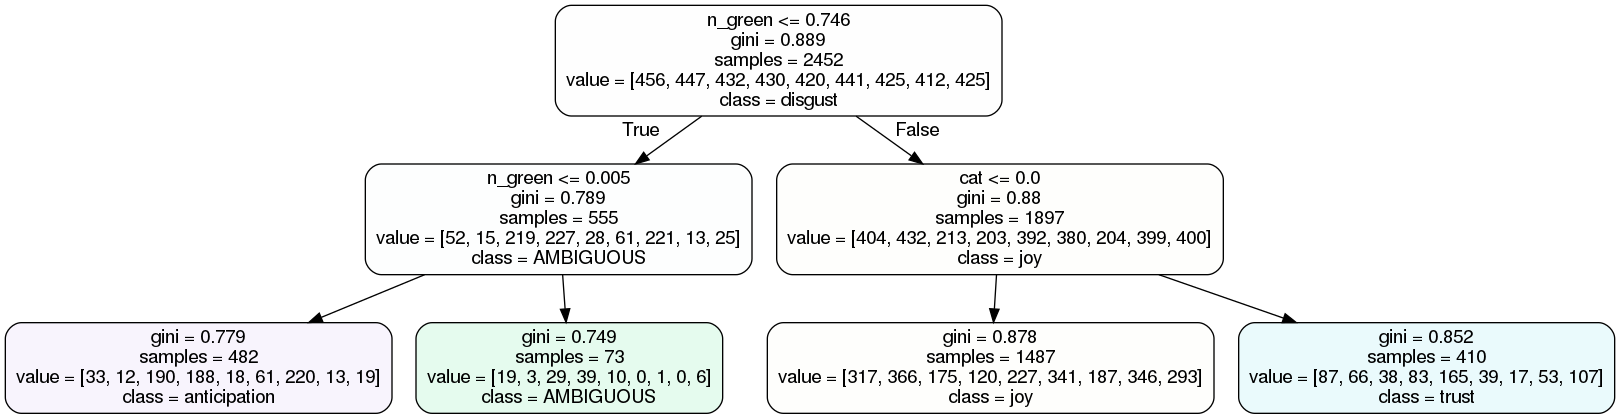 n_green <= 0.746
gini = 0.889
samples = 2452
value = [456, 447, 432, 430, 420, 441, 425, 412, 425]
class = disgust
True
False
n_green <= 0.005
gini = 0.789
samples = 555
value = [52, 15, 219, 227, 28, 61, 221, 13, 25]
class = AMBIGUOUS
cat <= 0.0
gini = 0.88
samples = 1897
value = [404, 432, 213, 203, 392, 380, 204, 399, 400]
class = joy
gini = 0.779
samples = 482
value = [33, 12, 190, 188, 18, 61, 220, 13, 19]
class = anticipation
gini = 0.749
samples = 73
value = [19, 3, 29, 39, 10, 0, 1, 0, 6]
class = AMBIGUOUS
gini = 0.878
samples = 1487
value = [317, 366, 175, 120, 227, 341, 187, 346, 293]
class = joy
gini = 0.852
samples = 410
value = [87, 66, 38, 83, 165, 39, 17, 53, 107]
class = trust